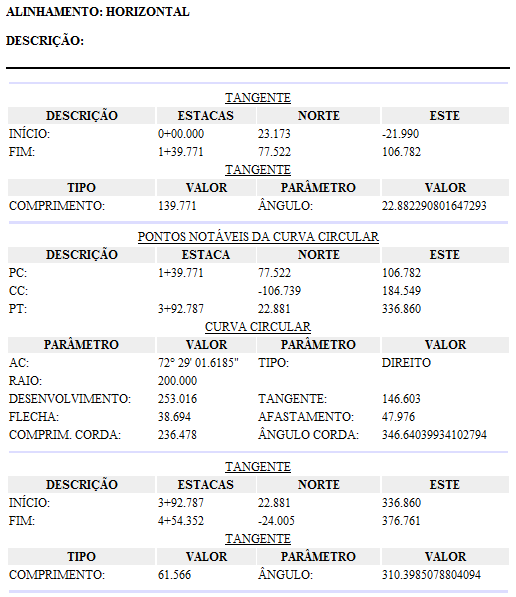 ALINHAMENTO: HORIZONTAL
DESCRIÇÃO:
TANGENTE
DESCRIÇÃO ESTACAS NORTE ESTE
INÍCIO: 0+00.000 23.173 -21.990
FIM: 1+39.771 77.522 106.782
TANGENTE
TIPO VALOR PARÂMETRO VALOR
COMPRIMENTO: 139.771 ÂNGULO: 22.882290801647293
PONTOS NOTÁVEIS DA CURVA CIRCULAR
DESCRIÇÃO ESTACA NORTE ESTE
PC: 1+39.771 77.522 106.782
CC: -106.739 184.549
PT: 3+92.787 22.881 336.860
CURVA CIRCULAR
PARÂMETRO VALOR PARÂMETRO VALOR
AC: 72° 29' 01.6185" TIPO: DIREITO
RAIO: 200.000
DESENVOLVIMENTO: 253.016 TANGENTE: 146.603
FLECHA: 38.694 AFASTAMENTO: 47.976
COMPRIM. CORDA: 236.478 ÂNGULO CORDA: 346.64039934102794
TANGENTE
DESCRIÇÃO ESTACAS NORTE ESTE
INÍCIO: 3+92.787 22.881 336.860
FIM: 4+54.352 -24.005 376.761
TANGENTE
TIPO VALOR PARÂMETRO VALOR
COMPRIMENTO: 61.566 ÂNGULO: 310.3985078804094